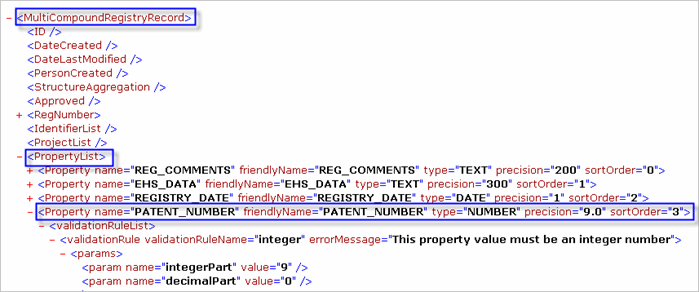 - <MultiCompoundRegistryRecord>
<ID />
<DateCreated />
<DateLastModified />
<PersonCreated />
<StructureAggregation />
<Approved />
+ <RegNumber>
<IdentifierList />
<ProjectList />
- <PropertyList>
+ <Property name="REG_COMMENTS" friendlyName="REG_COMMENTS" type="TEXT" precision="200" sortOrder="0">
+ <Property name="EHS_DATA" friendlyName="EHS_DATA" type="TEXT" precision="300" sortOrder="1">
+ <Property name="REGISTRY_DATE" friendlyName="REGISTRY_DATE" type="DATE" precision="1" sortOrder="2">
- <Property name="PATENT_NUMBER" friendlyName="PATENT_NUMBER" type="NUMBER" precision="9.0" sortOrder="3">
- <validationRuleList>
- <validationRule validationRuleName="integer" errorMessage="This property value must be an integer number">
- <params>
<param name="integerPart" value="9" />
<param name="decimalPart" value="0" />